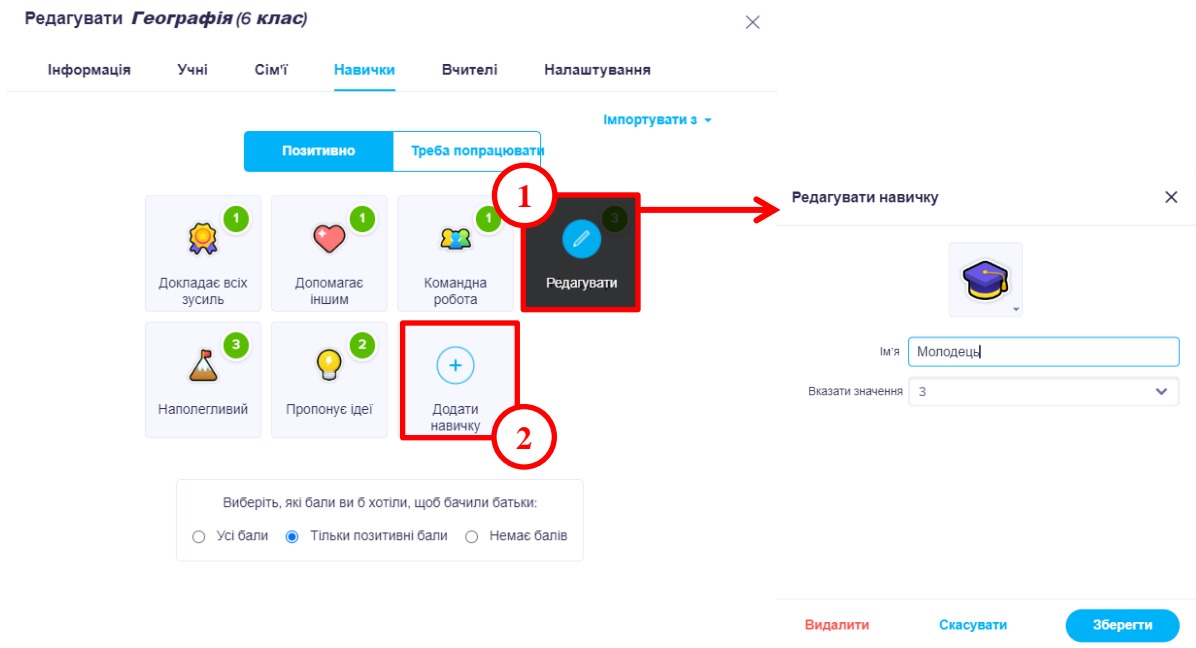 Редагувати Географія (6 клас)
Інформація Учні Сім'ї Навички Вчителі Налаштування
Імпортувати з
Позитивно Треба попрацювати
1
1 1 1 3
Докладає всіх
зусиль
Допомагає
іншим
Командна
робота
Редагувати
3 2
Наполегливий
Пропонує ідеї
Додати
навичку
2
Виберіть, які бали ви б хотіли, щоб бачили батьки:
Усі бали Тільки позитивні бали Немає балів
Редагувати навичку
Ім'я Молодець
Вказати значення 3
Видалити Скасувати Зберегти